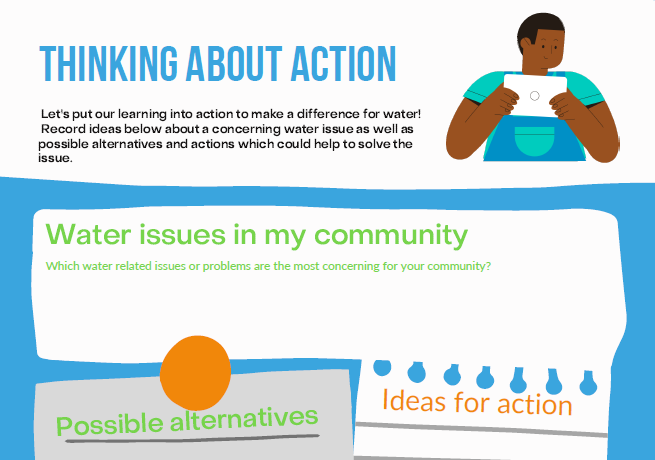 THINKING ABOUT ACTION
Let's put our learning into action to make a difference for water!
Record ideas below about a concerning water issue as well as
possible alternatives and actions which could help to solve the
issue.
Water issues in my community
Which water related issues or problems are the most concerning for your community?
Possible alternatives
Ideas for action